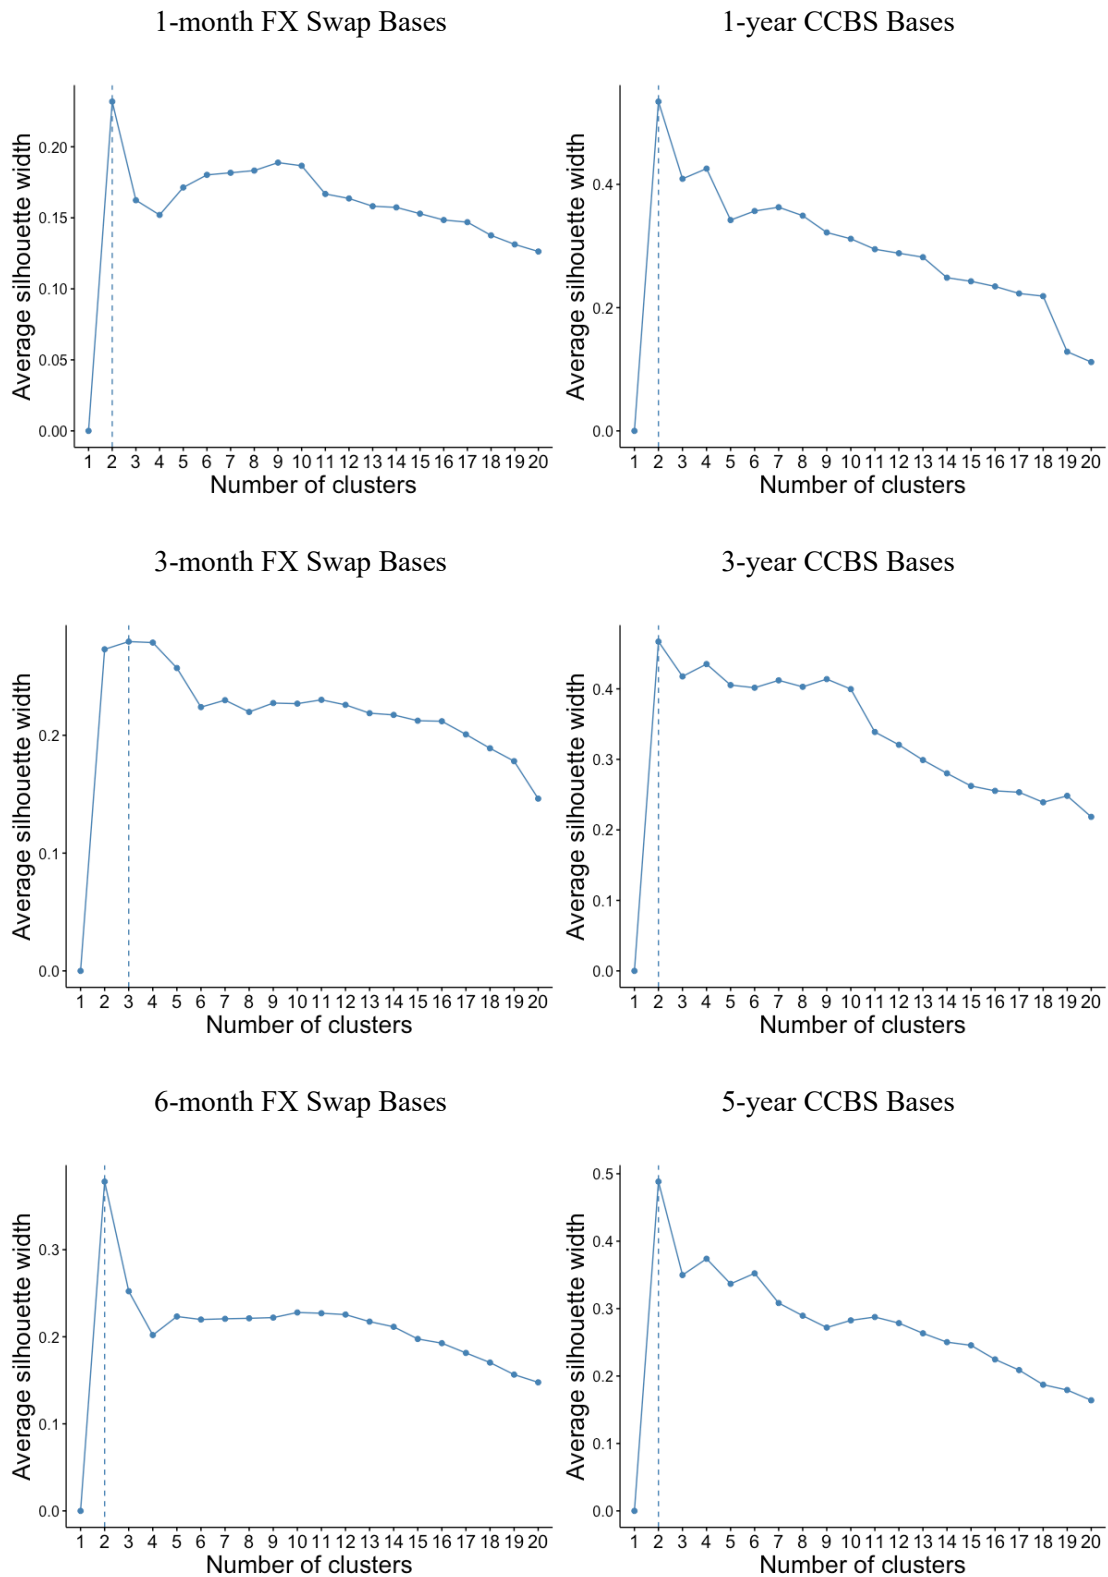 1-month FX Swap Bases
Average silhouette width
0.20
0.15
0.10
0.05
0.00
1 2 3 4 5 6 7 8 9 10 11 12 13 14 15 16 17 18 19 20
Number of clusters
1-year CCBS Bases
Average silhouette width
0.4
0.2
0.0
1 2 3 4 5 6 7 8 9 10 11 12 13 14 15 16 17 18 19 20
Number of clusters
3-month FX Swap Bases
Average silhouette width
0.2
0.1
0.0
1 2 3 4 5 6 7 8 9 10 11 12 13 14 15 16 17 18 19 20
Number of clusters
3-year CCBS Bases
Average silhouette width
0.4
0.3
0.2
0.1
0.0
1 2 3 4 5 6 7 8 9 10 11 12 13 14 15 16 17 18 19 20
Number of clusters
6-month FX Swap Bases
Average silhouette width
0.3
0.2
0.1
0.0
1 2 3 4 5 6 7 8 9 10 11 12 13 14 15 16 17 18 19 20
Number of clusters
5-year CCBS Bases
Average silhouette width
0.5
0.4
0.3
0.2
0.1
0.0
1 2 3 4 5 6 7 8 9 10 11 12 13 14 15 16 17 18 19 20
Number of clusters